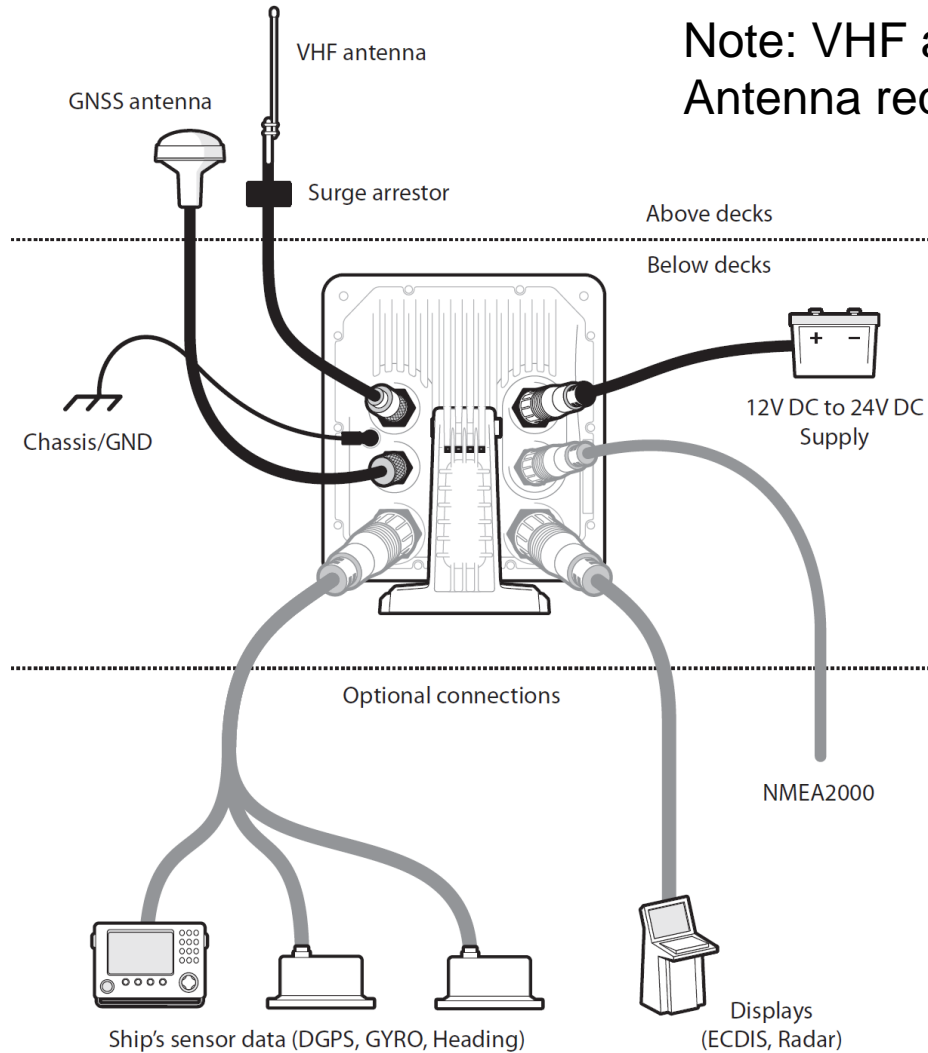 Note: VHF
Antenna
VHF antenna
GNSS antenna
Surge arrestor
Above decks
Below decks
+ -
12V DC to 24V DC
Supply
Chassis/GND
Optional connections
NMEA2000
Displays
(ECDIS, Radar)
Ship's sensor data (DGPS, GYRO, Heading)